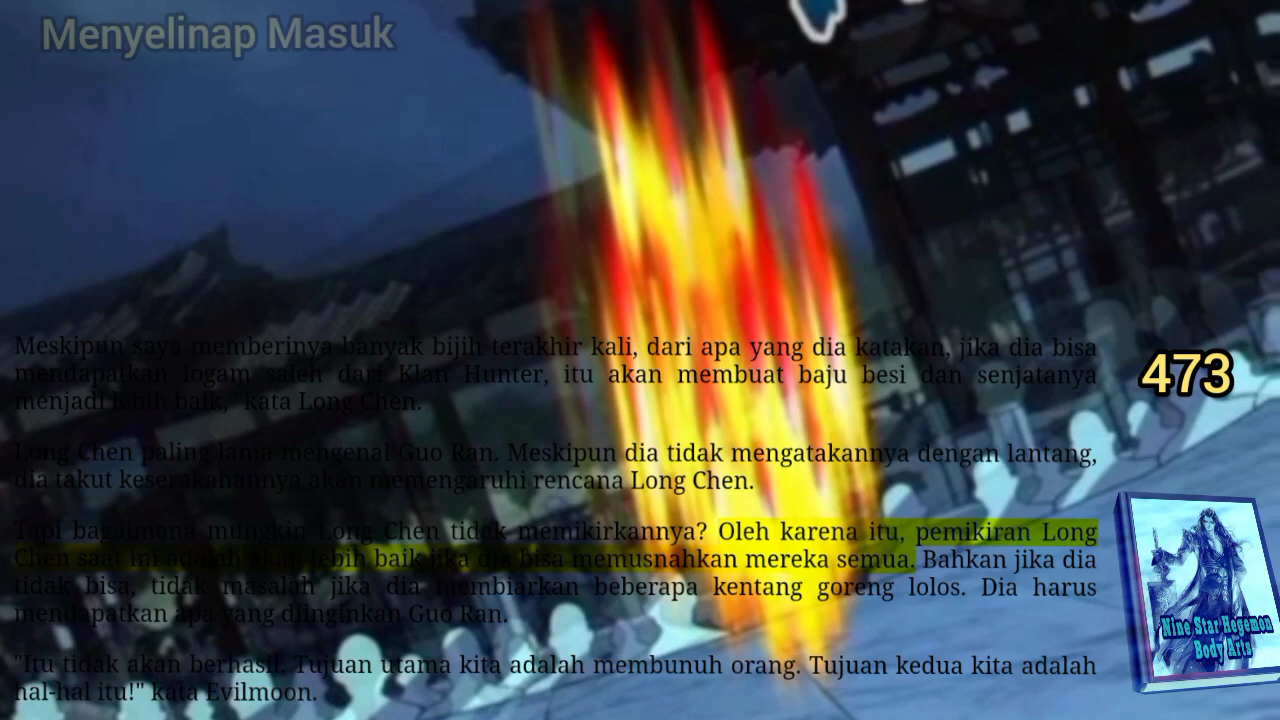 Menyelinap Masuk
Meskipun saya memberinya banyak bijih terakhir kali, dari apa yang dia katakan, jika dia bisa
mendapatkan logam saleh dari Klan Hunter, itu akan membuat baju besi dan senjatanya
menjadi lebih baik, "kata Long Chen.
Long Chen paling lama mengenal Guo Ran. Meskipun dia tidak mengatakannya dengan lantang,
dia takut keserakahannya akan memengaruhi rencana Long Chen.
Tapi bagaimana mungkin Long Chen tidak memikirkannya? Oleh karena itu, pemikiran Long
Chen saat ini adalah akan lebih baik jika dia bisa memusnahkan mereka semua. Bahkan jika dia
tidak bisa, tidak masalah jika dia membiarkan beberapa kentang goreng lolos. Dia harus
mendapatkan apa yang diinginkan Guo Ran.
"Itu tidak akan berhasil. Tujuan utama kita adalah membunuh orang. Tujuan kedua kita adalah
hal-hal itu!" kata Evilmoon.
473
Nine Star Hegemon
Body Arts